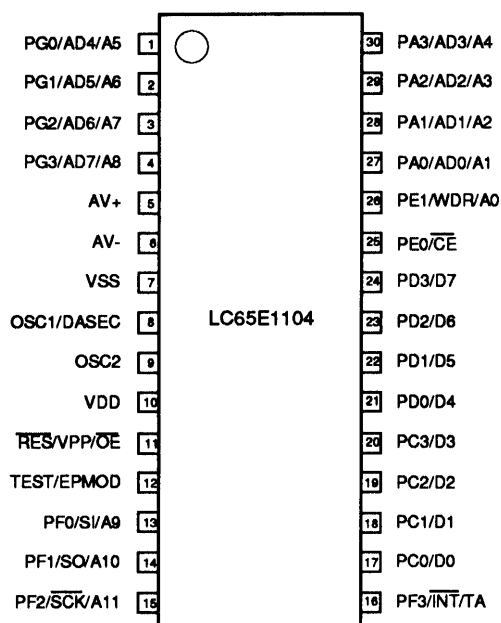 PG0/AD4/A5 1 30 PA3/AD3/A4
PG1/AD5/A6 2 29 PA2/AD2/A3
PG2/AD6/A7 3 28 PA1/AD1/A2
PG3/AD7/A8 4 27 PA0/AD0/A1
AV+ 5 26 PE1/WDR/A0
AV- 6 25 PE0/C̅E̅
VSS 7 24 PD3/D7
OSC1/DASEC 8 LC65E1104 23 PD2/D6
OSC2 9 22 PD1/D5
VDD 10 21 PD0/D4
R̅E̅S̅/VPP/O̅E̅ 11 20 PC3/D3
TEST/EPMOD 12 19 PC2/D2
PF0/SI/A9 13 18 PC1/D1
PF1/SO/A10 14 17 PC0/D0
PF2/S̅C̅K̅/A11 15 16 PF3/I̅N̅T̅/TA